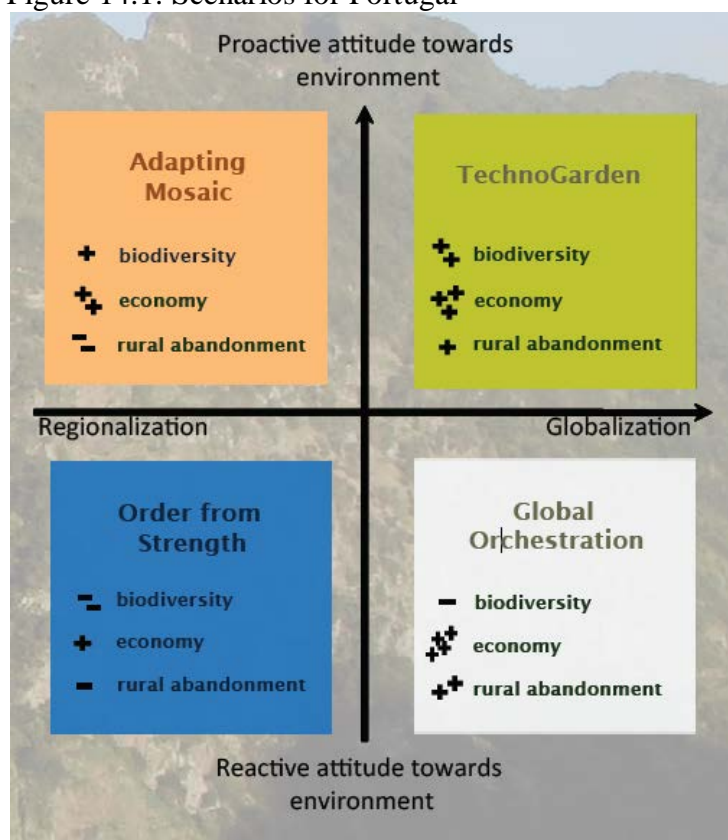 Figure 14.1. Scenarios for Portugal
Proactive attitude towards
environment
Adapting
Mosaic
+ biodiversity
++ economy
-- rural abandonment
TechnoGarden
++ biodiversity
+++ economy
+ rural abandonment
Regionalization
Globalization
Order from
Strength
-- biodiversity
+ economy
- rural abandonment
Global
Orchestration
- biodiversity
++++ economy
++ rural abandonment
Reactive attitude towards
environment